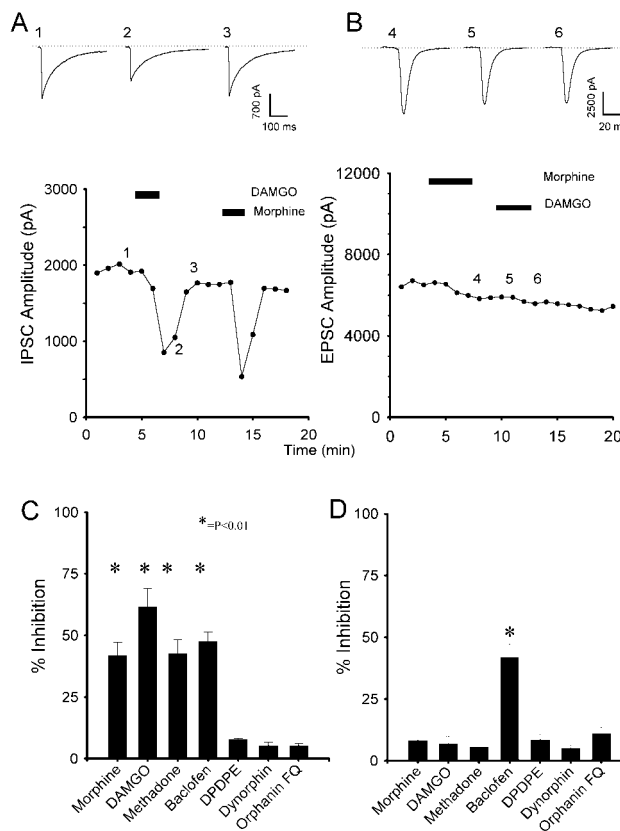 A
B
1
2
3
4
5
6
700 pA
100 ms
2500 pA
20 m
DAMGO
Morphine
Morphine
DAMGO
IPSC Amplitude (pA)
3000
2000
1000
0
1
2
3
0
5
10
15
20
EPSC Amplitude (pA)
12000
8000
4000
0
4
5
6
0
5
10
15
20
Time (min)
C
D
*=P<0.01
% Inhibition
100
75
50
25
0
* * * *
Morphine
DAMGO
Methadone
Baclofen
DPDPE
Dynorphin
Orphanin FQ
% Inhibition
100
50
25
0
*
Morphine
DAMGO
Methadone
Baclofen
DPDPE
Dynorphin
Orphanin FQ